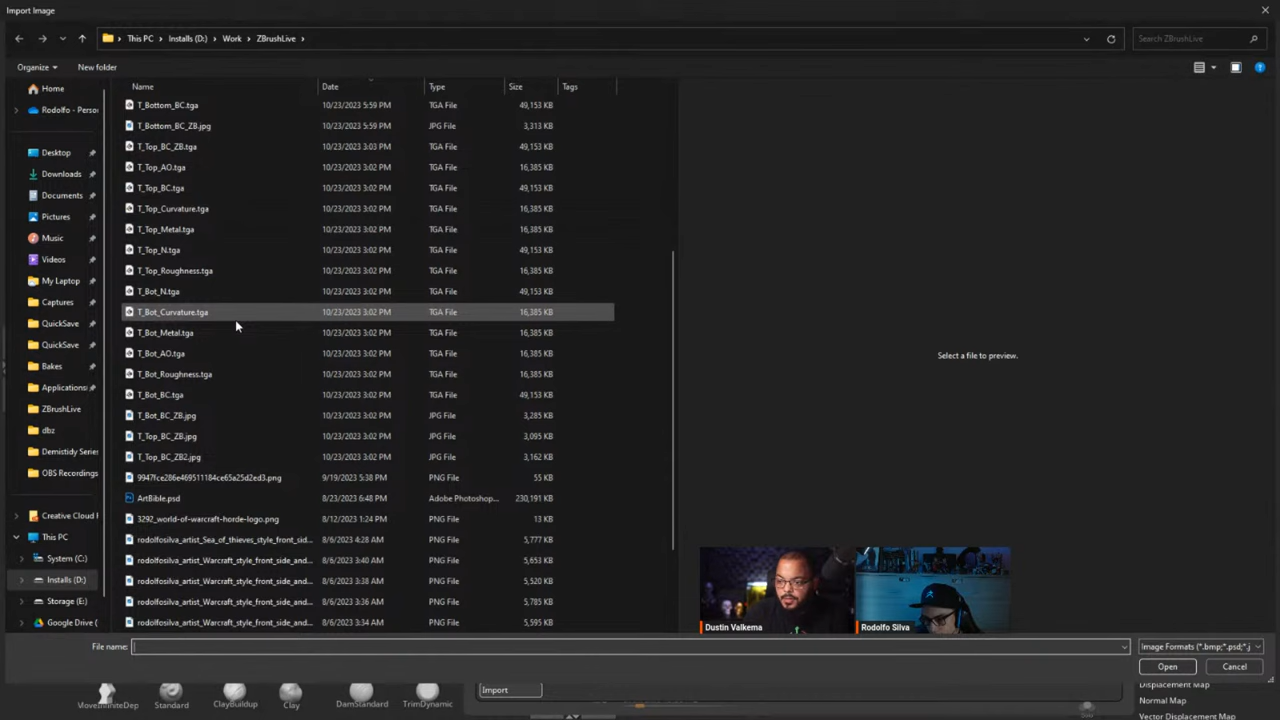 Import Image
This PC > Installs (D:) > Work > ZBrushLive >
Search ZBrushLive
Organize
New folder
Name Date Type Size Tags
Home
Rodolfo - Perso
Desktop
Downloads
Documents
Pictures
Music
Videos
My Laptop
Captures
QuickSave
QuickSave
Bakes
Applications
ZBrushLive
dbz
Demistidy Series
OBS Recordings
Creative Cloud F
This PC
System (C:)
Installs (D:)
Storage (E:)
Google Drive (
T_Bottom_BC.tga 10/23/2023 5:59 PM TGA File 49,153 KB
T_Bottom_BC_ZB.jpg 10/23/2023 5:59 PM JPG File 3,313 KB
T_Top_BC_ZB.tga 10/23/2023 3:03 PM TGA File 49,153 KB
T_Top_AO.tga 10/23/2023 3:02 PM TGA File 16,385 KB
T_Top_BC.tga 10/23/2023 3:02 PM TGA File 49,153 KB
T_Top_Curvature.tga 10/23/2023 3:02 PM TGA File 16,385 KB
T_Top_Metal.tga 10/23/2023 3:02 PM TGA File 16,385 KB
T_Top_N.tga 10/23/2023 3:02 PM TGA File 49,153 KB
T_Top_Roughness.tga 10/23/2023 3:02 PM TGA File 16,385 KB
T_Bot_N.tga 10/23/2023 3:02 PM TGA File 49,153 KB
T_Bot_Curvature.tga 10/23/2023 3:02 PM TGA File 16,385 KB
T_Bot_Metal.tga 10/23/2023 3:02 PM TGA File 16,385 KB
T_Bot_AO.tga 10/23/2023 3:02 PM TGA File 16,385 KB
T_Bot_Roughness.tga 10/23/2023 3:02 PM TGA File 16,385 KB
T_Bot_BC.tga 10/23/2023 3:02 PM TGA File 49,153 KB
T_Bot_BC_ZB.jpg 10/23/2023 3:02 PM JPG File 3,285 KB
T_Top_BC_ZB.jpg 10/23/2023 3:02 PM JPG File 3,095 KB
T_Top_BC_ZB2.jpg 10/23/2023 3:02 PM JPG File 3,162 KB
9947fce286e469511184ce65a25d2ed3.png 9/19/2023 5:38 PM PNG File 55 KB
ArtBible.psd 8/23/2023 6:48 PM Adobe Photoshop... 230,191 KB
3292_world-of-warcraft-horde-logo.png 8/12/2023 1:24 PM PNG File 13 KB
rodolfosilva_artist_Sea_of_thieves_style_front_sid... 8/6/2023 4:28 AM PNG File 5,777 KB
rodolfosilva_artist_Warcraft_style_front_side_and... 8/6/2023 3:40 AM PNG File 5,653 KB
rodolfosilva_artist_Warcraft_style_front_side_and... 8/6/2023 3:38 AM PNG File 5,520 KB
rodolfosilva_artist_Warcraft_style_front_side_and... 8/6/2023 3:36 AM PNG File 5,785 KB
rodolfosilva_artist_Warcraft_style_front_side_and... 8/6/2023 3:34 AM PNG File 5,595 KB
Select a file to preview.
Dustin Valkema
Rodolfo Silva
File name:
Image Formats (*.bmp;*.psd;*.j
Open
Cancel
MoveInfiniteDep
Standard
ClayBuildup
Clay
DamStandard
TrimDynamic
Import
Displacement Map
Normal Map
Vector Displacement Map